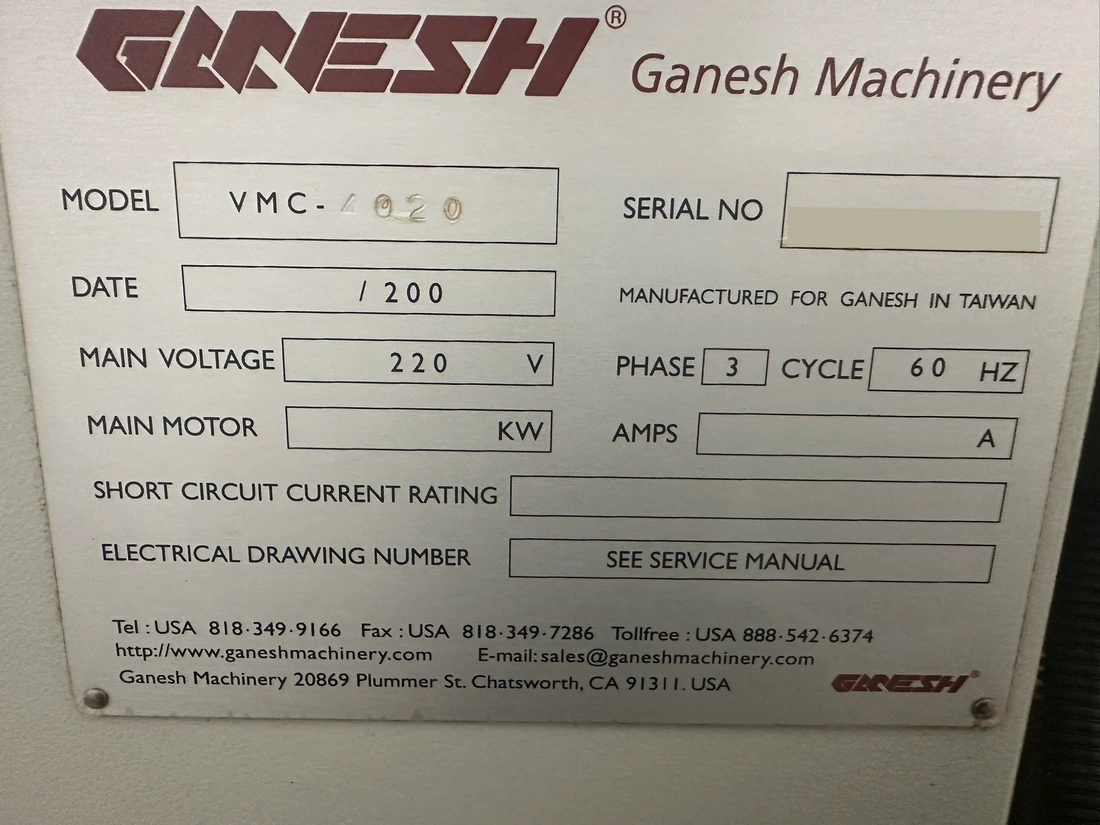 GANESH® Ganesh Machinery
MODEL VMC-4020 SERIAL NO
DATE / 200 MANUFACTURED FOR GANESH IN TAIWAN
MAIN VOLTAGE 220 V PHASE 3 CYCLE 60 HZ
MAIN MOTOR KW AMPS A
SHORT CIRCUIT CURRENT RATING
ELECTRICAL DRAWING NUMBER SEE SERVICE MANUAL
Tel : USA 818·349·9166 Fax : USA 818·349·7286 Tollfree : USA 888·542·6374
http://www.ganeshmachinery.com E-mail: sales@ganeshmachinery.com
Ganesh Machinery 20869 Plummer St. Chatsworth, CA 91311. USA GANESH®